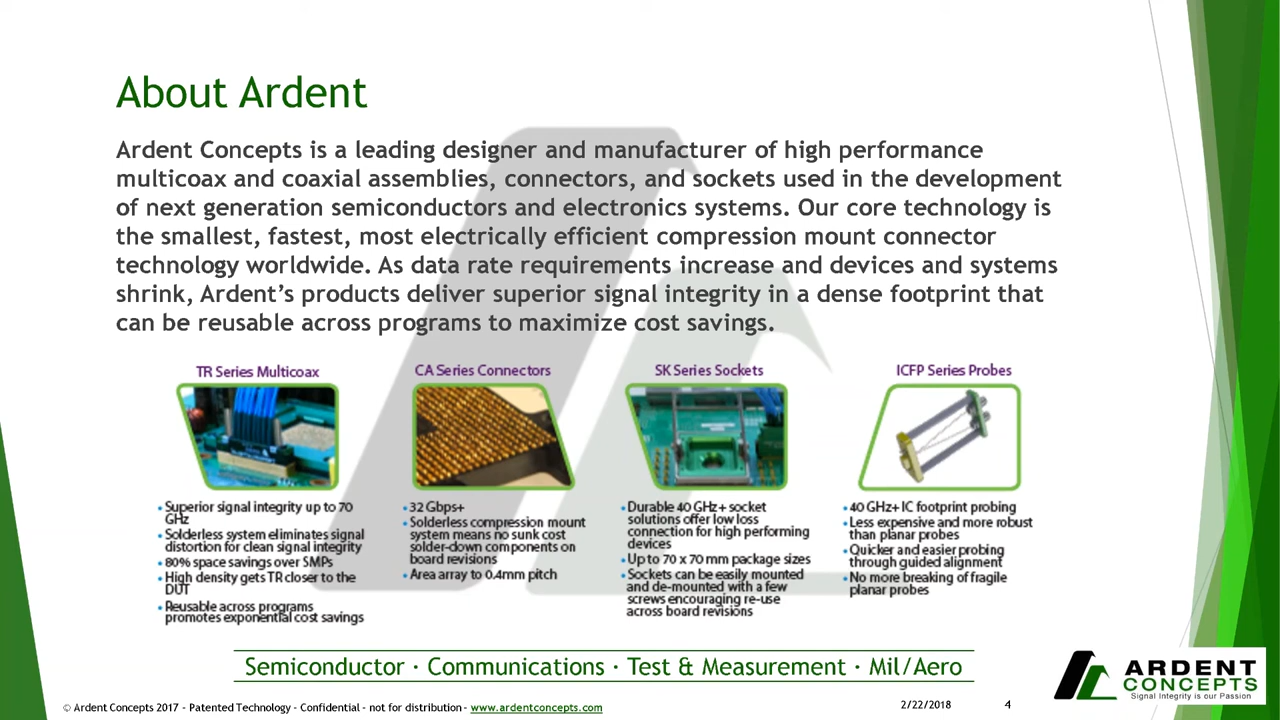 About Ardent
Ardent Concepts is a leading designer and manufacturer of high performance
multicoax and coaxial assemblies, connectors, and sockets used in the development
of next generation semiconductors and electronics systems. Our core technology is
the smallest, fastest, most electrically efficient compression mount connector
technology worldwide. As data rate requirements increase and devices and systems
shrink, Ardent’s products deliver superior signal integrity in a dense footprint that
can be reusable across programs to maximize cost savings.
TR Series Multicoax
• Superior signal integrity up to 70
GHz
• Solderless system eliminates signal
distortion for clean signal integrity
• 80% space savings over SMPs
• High density gets TR closer to the
DUT
• Reusable across programs
promotes exponential cost savings
CA Series Connectors
• 32 Gbps+
• Solderless compression mount
system means no sunk cost
solder-down components on
board revisions
• Area array to 0.4mm pitch
SK Series Sockets
• Durable 40 GHz+ socket
solutions offer low loss
connection for high performing
devices
• Up to 70 x 70 mm package sizes
• Sockets can be easily mounted
and de-mounted with a few
screws encouraging re-use
across board revisions
ICFP Series Probes
• 40 GHz+ IC footprint probing
• Less expensive and more robust
than planar probes
• Quicker and easier probing
through guided alignment
• No more breaking of fragile
planar probes
Semiconductor · Communications · Test & Measurement · Mil/Aero
© Ardent Concepts 2017 - Patented Technology - Confidential – not for distribution – www.ardentconcepts.com
2/22/2018
4
ARDENT
CONCEPTS
Signal Integrity is our Passion